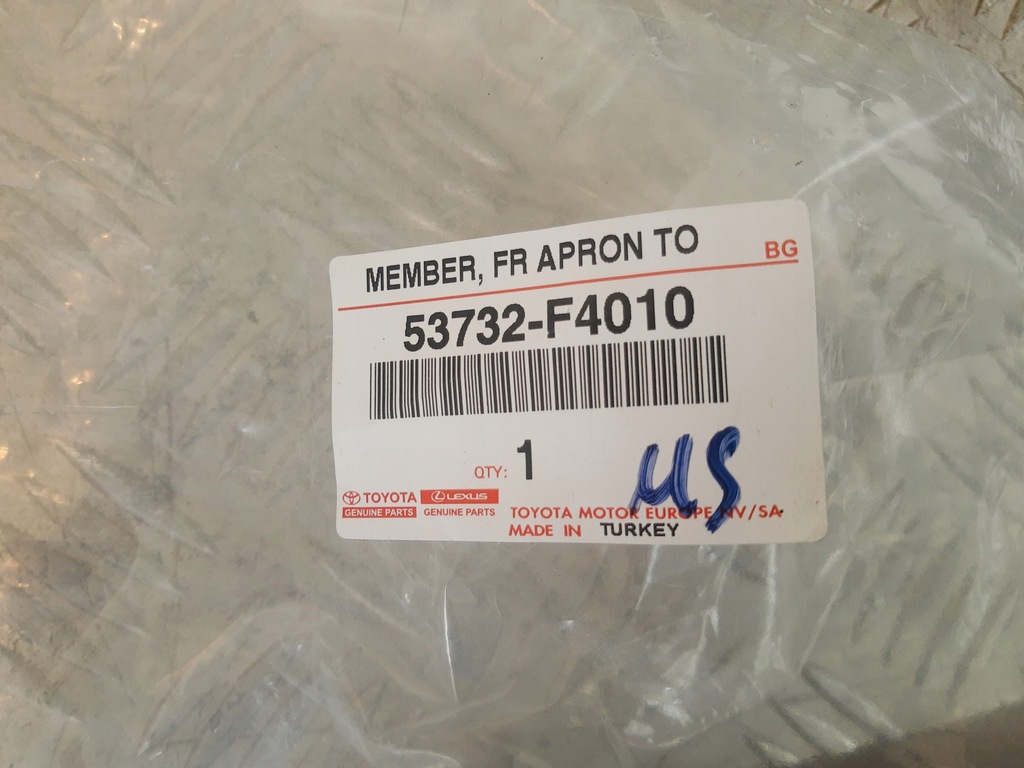 MEMBER, FR APRON TO
BG
53732-F4010
QTY: 1
TOYOTA
GENUINE PARTS
LEXUS
GENUINE PARTS
TOYOTA MOTOR EUROPE NV/SA
MADE IN TURKEY